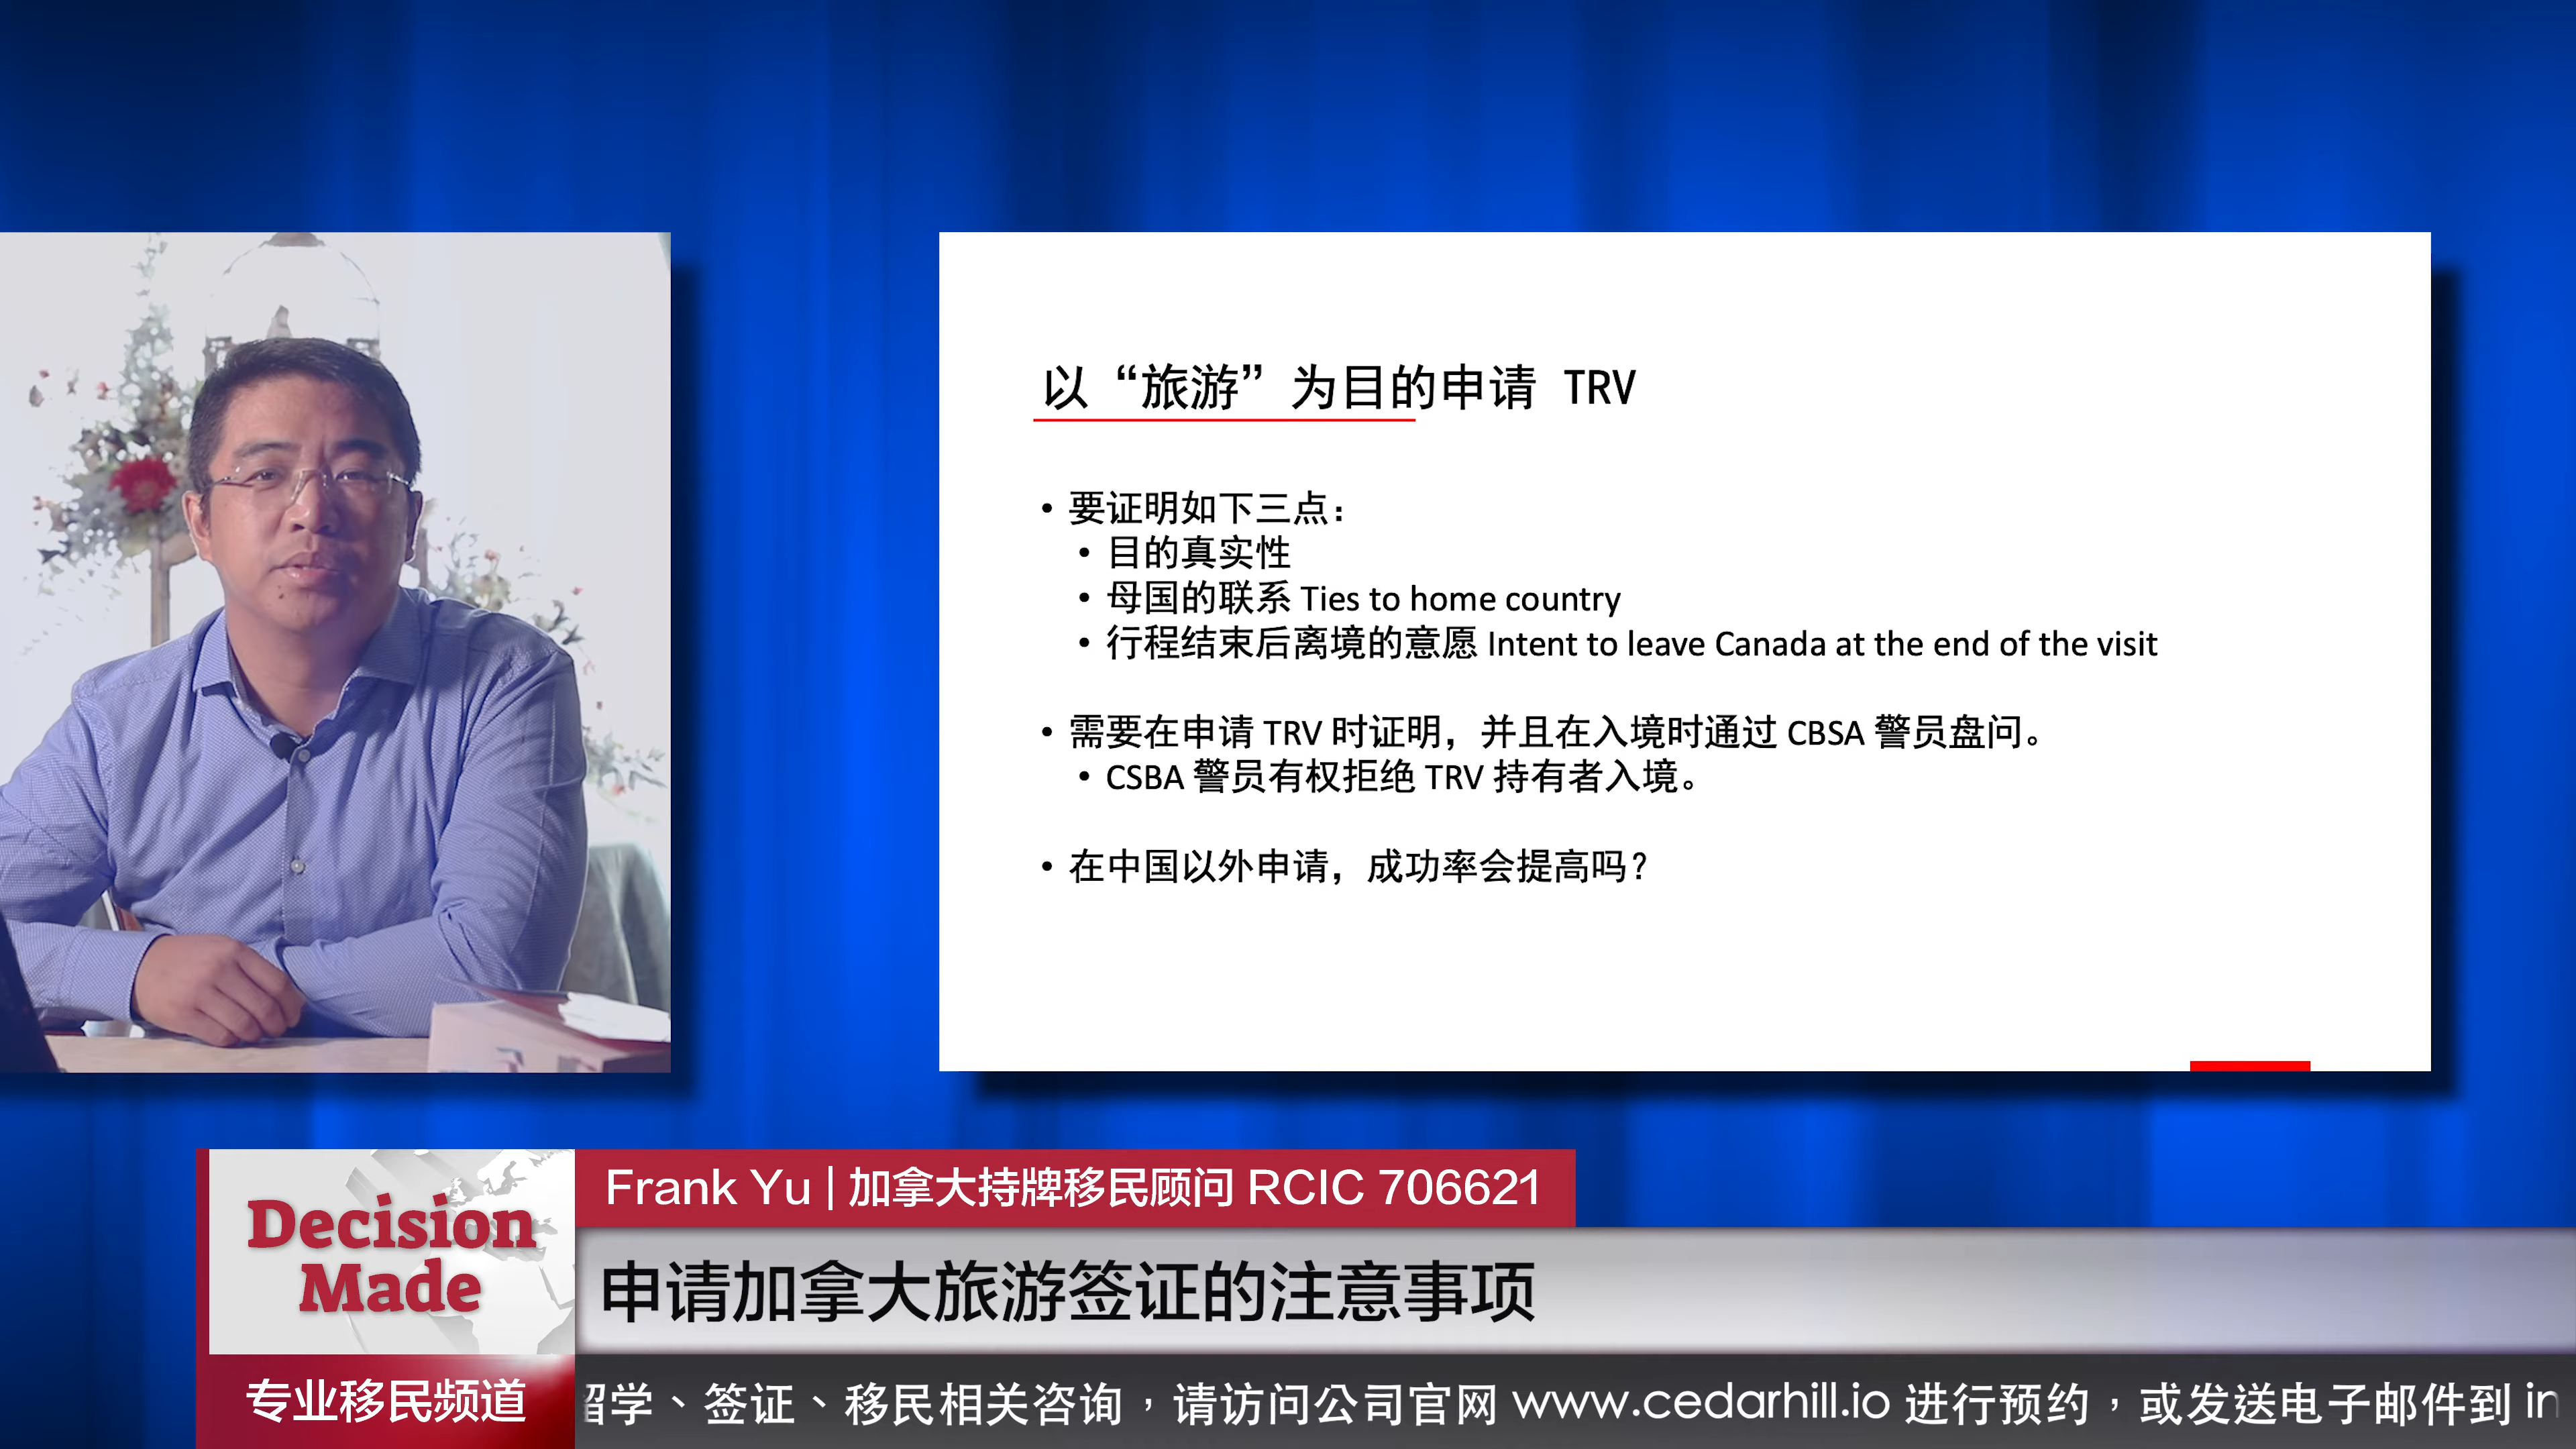 以“旅游”为目的申请 TRV
• 要证明如下三点：
• 目的真实性
• 母国的联系 Ties to home country
• 行程结束后离境的意愿 Intent to leave Canada at the end of the visit
• 需要在申请 TRV 时证明，并且在入境时通过 CBSA 警员盘问。
• CSBA 警员有权拒绝 TRV 持有者入境。
• 在中国以外申请，成功率会提高吗？
Frank Yu | 加拿大持牌移民顾问 RCIC 706621
Decision
Made
申请加拿大旅游签证的注意事项
专业移民频道
留学、签证、移民相关咨询，请访问公司官网 www.cedarhill.io 进行预约，或发送电子邮件到 in